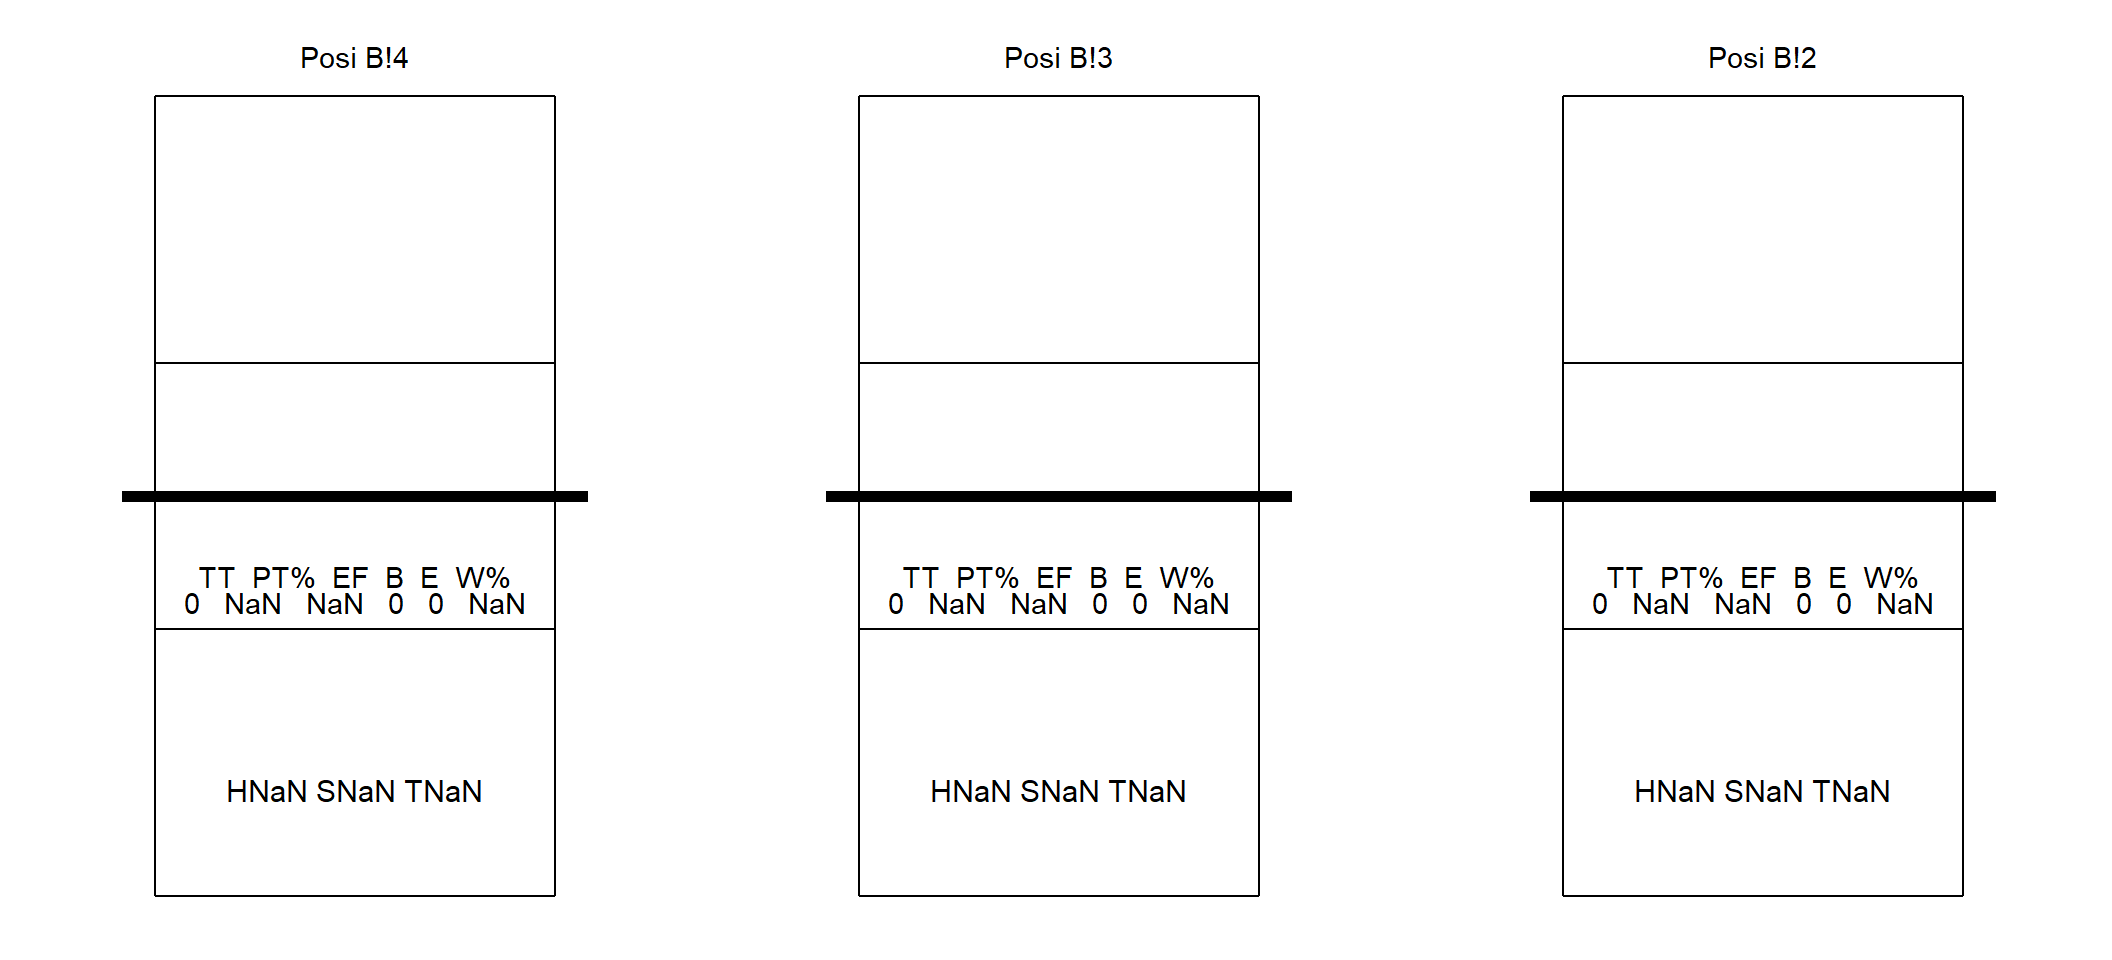 Posi B!4
TT PT% EF B E W%
0 NaN NaN 0 0 NaN
HNaN SNaN TNaN
Posi B!3
TT PT% EF B E W%
0 NaN NaN 0 0 NaN
HNaN SNaN TNaN
Posi B!2
TT PT% EF B E W%
0 NaN NaN 0 0 NaN
HNaN SNaN TNaN